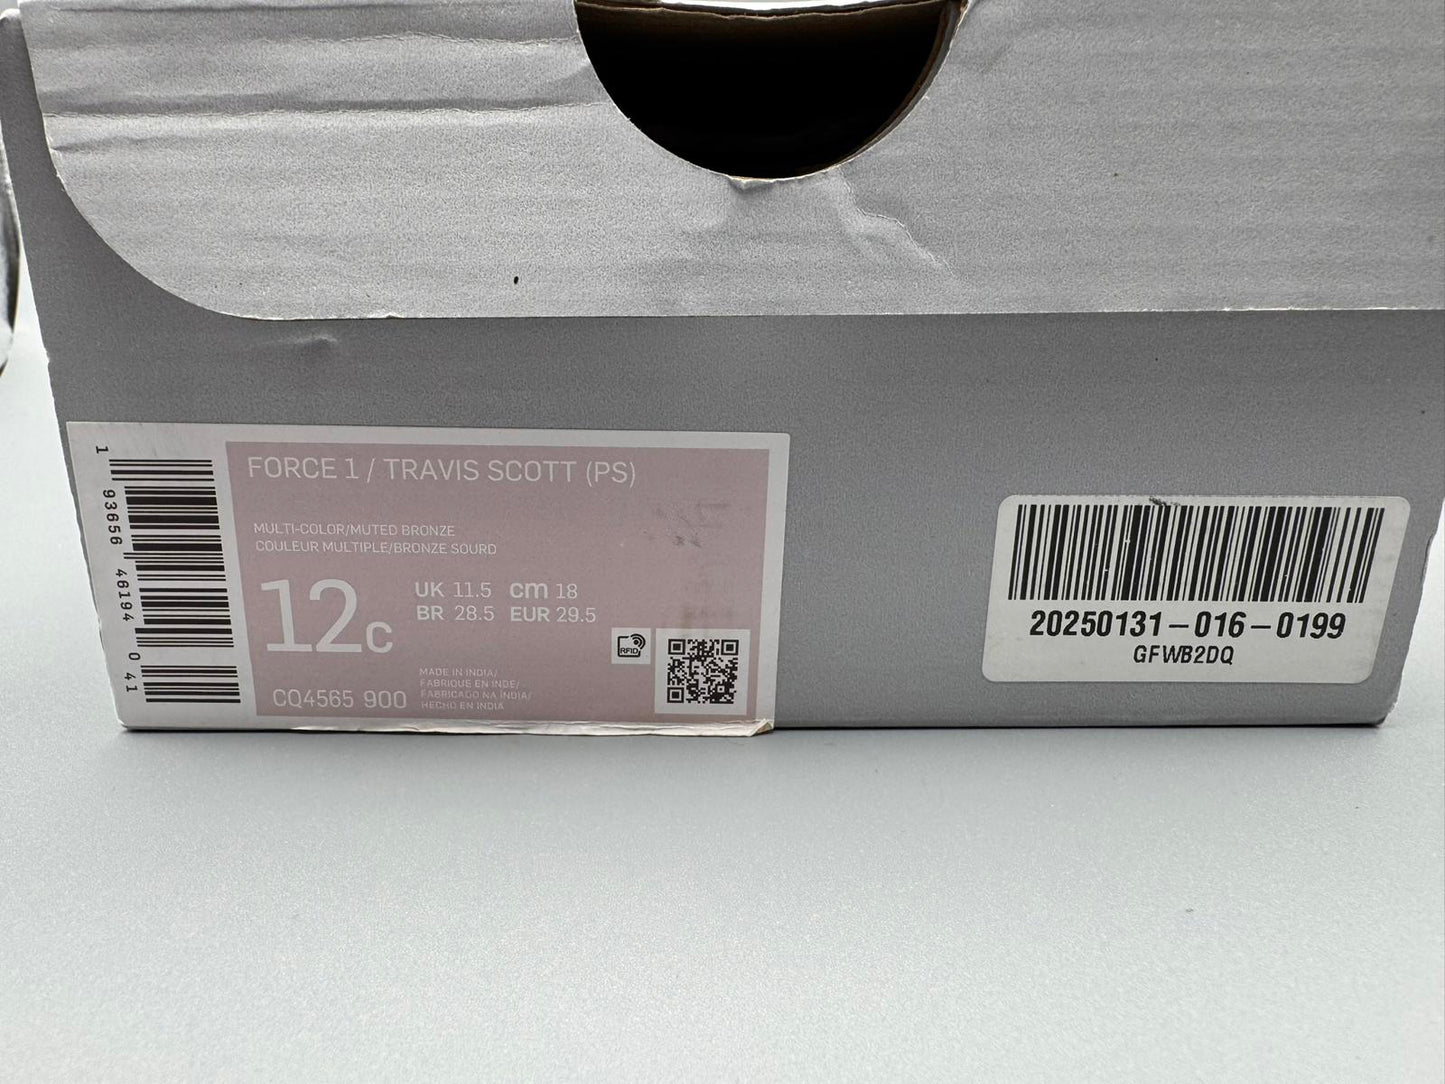 FORCE 1 / TRAVIS SCOTT (PS)
MULTI-COLOR/MUTED BRONZE
COULEUR MULTIPLE/BRONZE SOURD
12C
UK 11.5 cm 18
BR 28.5 EUR 29.5
RFID
MADE IN INDIA/
FABRIQUE EN INDE/
FABRICADO NA ÍNDIA/
HECHO EN INDIA
CQ4565 900
1 93656 46194 0 41
20250131-016-0199
GFWB2DQ